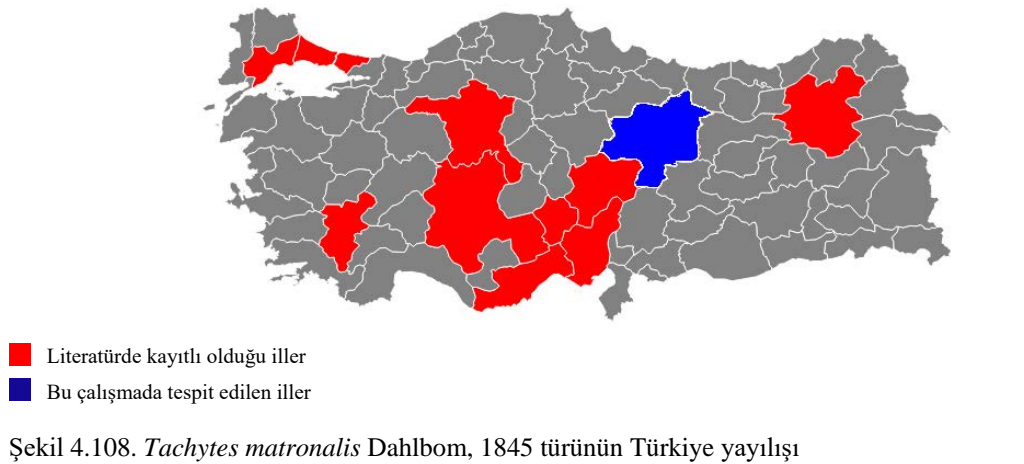 Literatürde kayıtlı olduğu iller
Bu çalışmada tespit edilen iller
Şekil 4.108. Tachytes matronalis Dahlbom, 1845 türünün Türkiye yayılışı